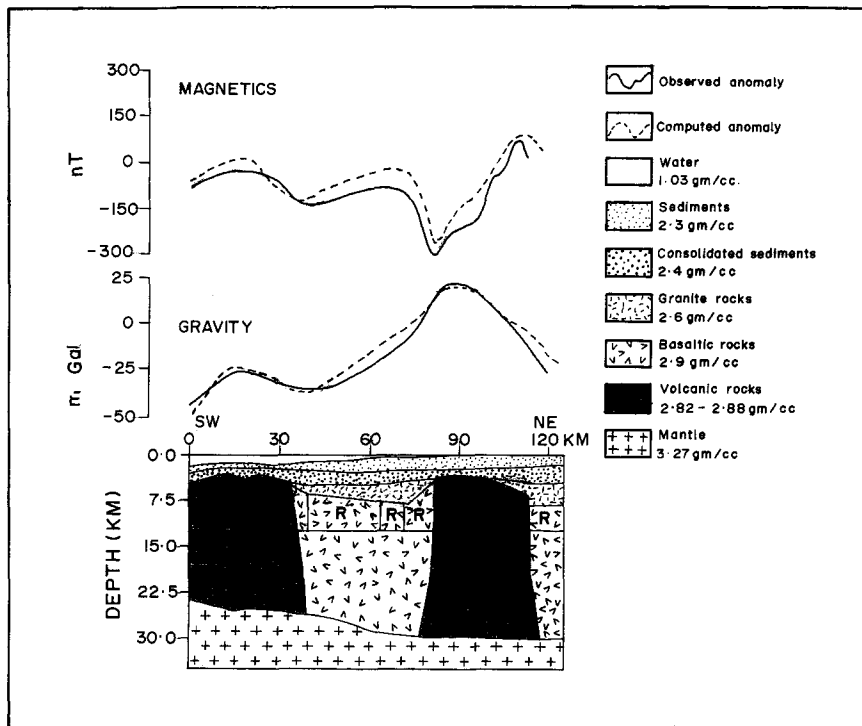 300
MAGNETICS
150
0
nT
-150
-300
25
0
GRAVITY
m Gal
-25
-50
SW
NE
0 30 60 90 120 KM
0·0
7·5
15·0
22·5
30·0
DEPTH (KM)
R R R R
Observed anomaly
Computed anomaly
Water
1·03 gm/cc.
Sediments
2·3 gm/cc
Consolidated sediments
2·4 gm/cc
Granite rocks
2·6 gm/cc
Basaltic rocks
2·9 gm/cc
Volcanic rocks
2·82 - 2·88 gm/cc
Mantle
3·27 gm/cc